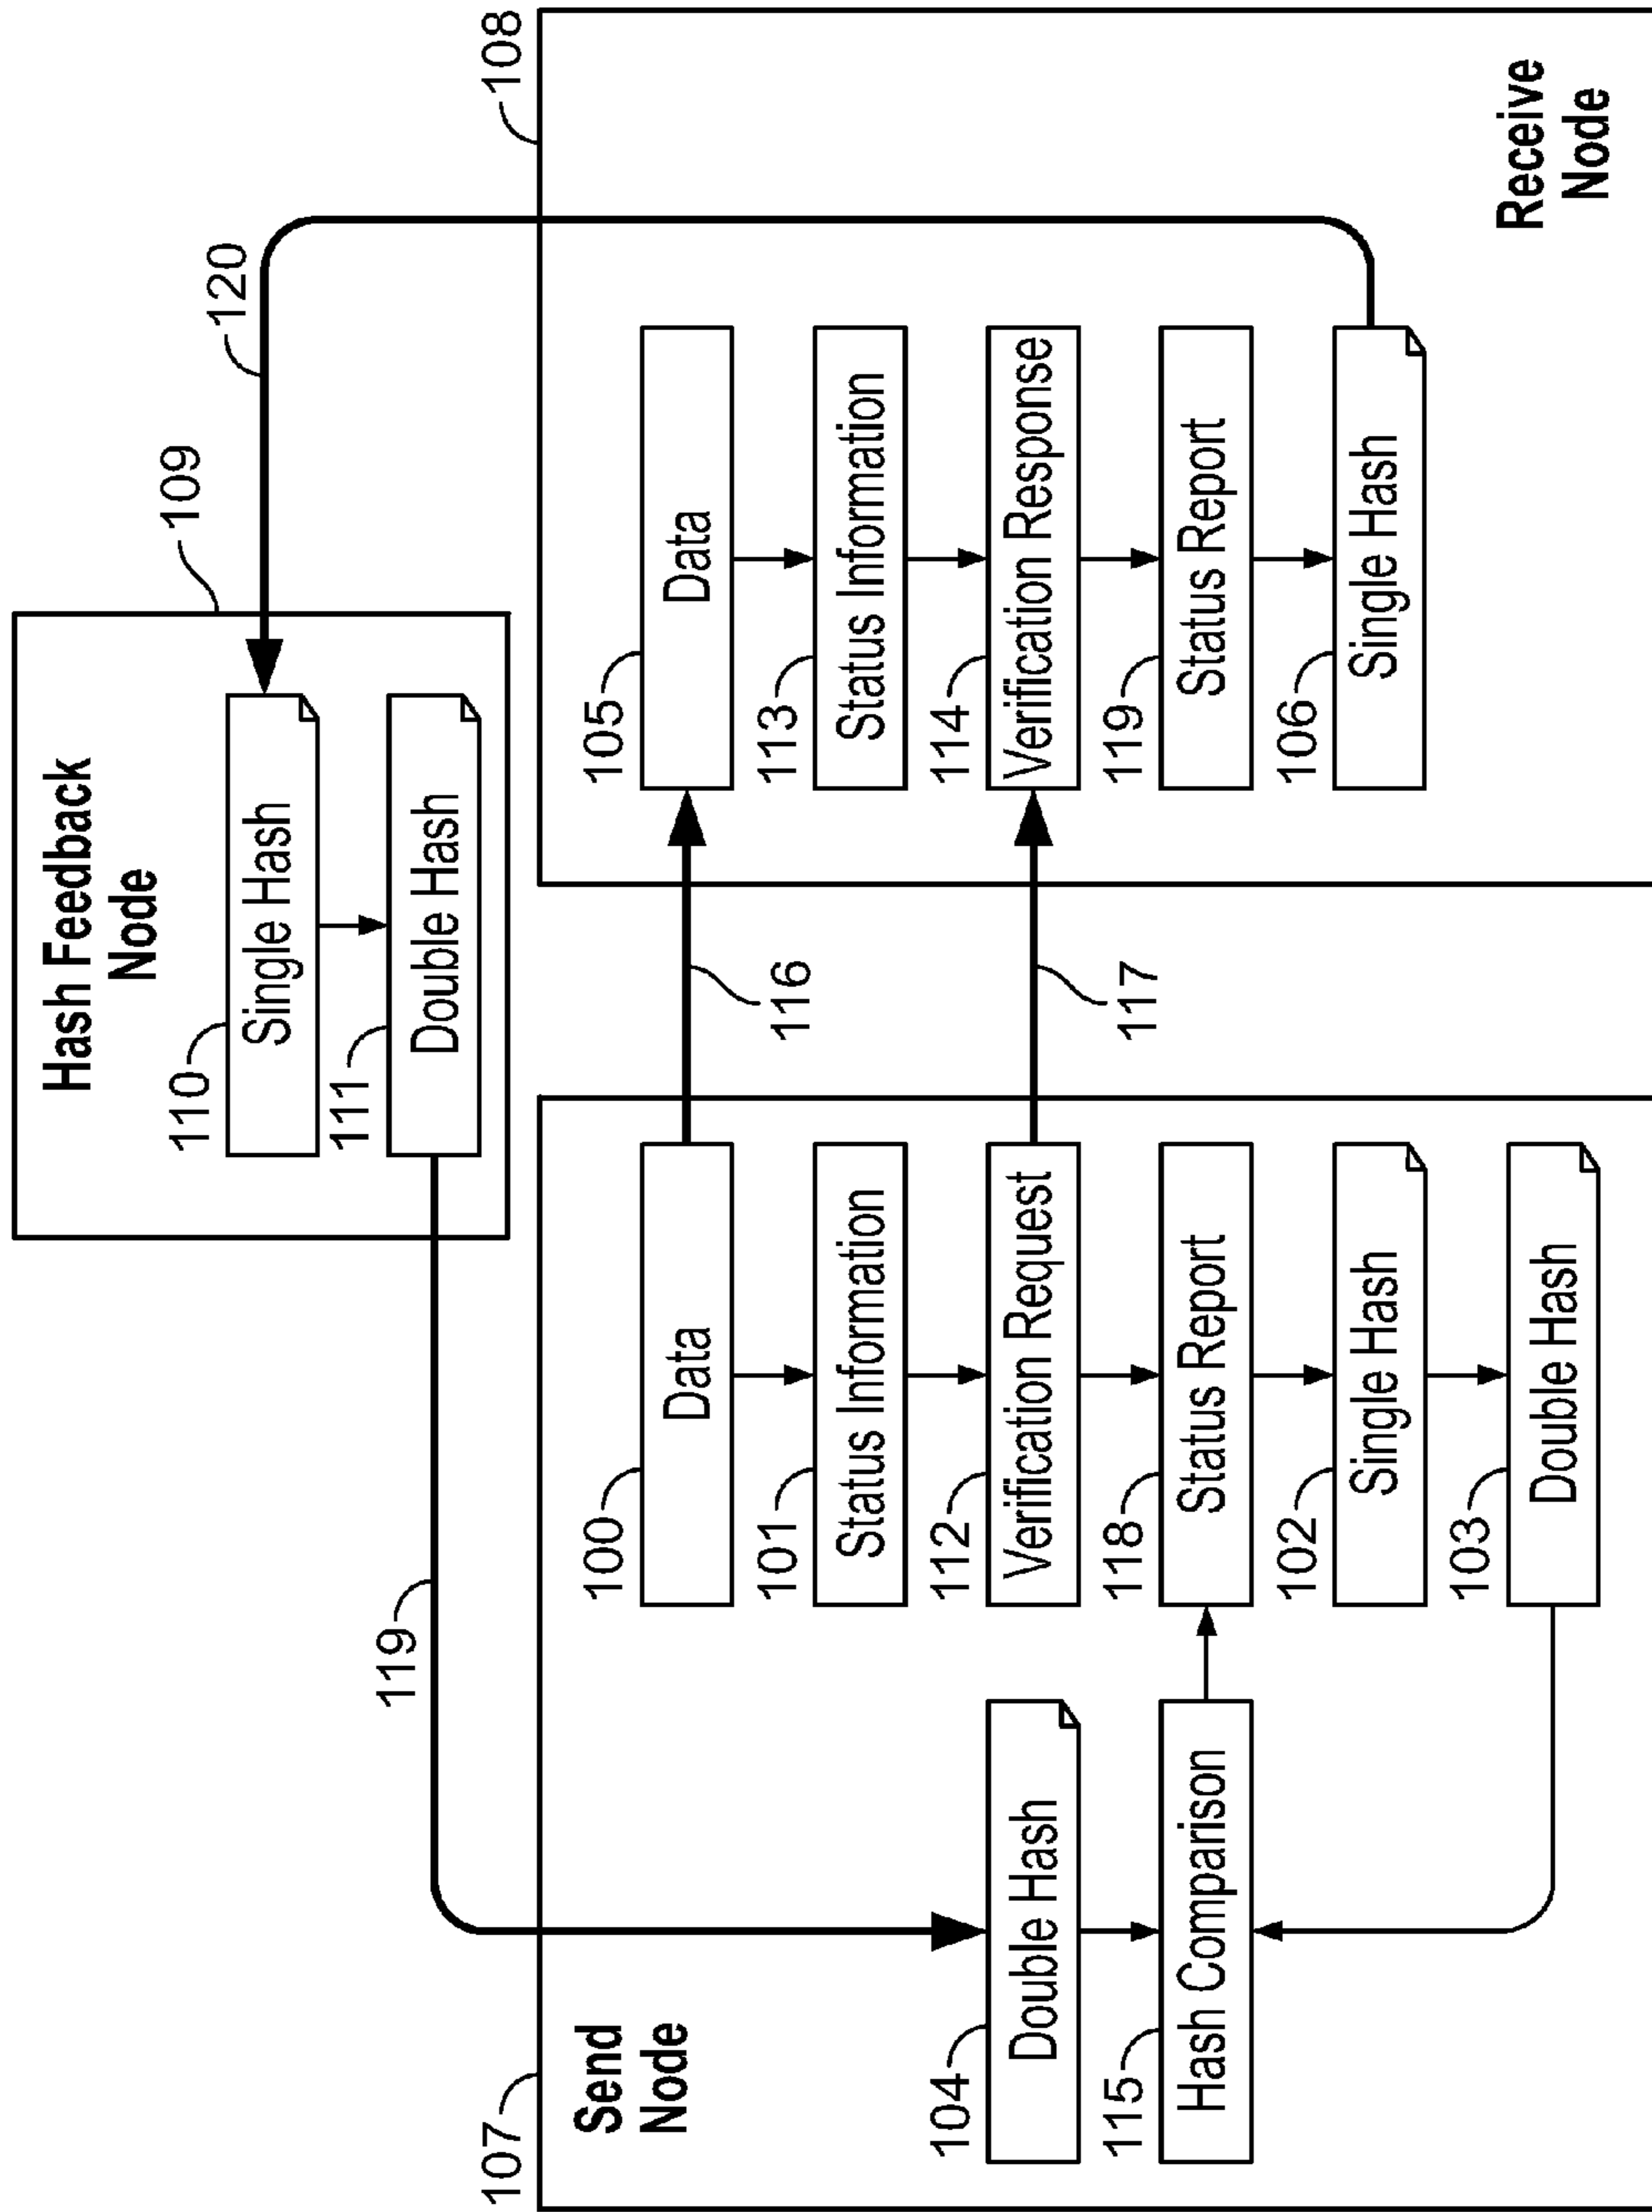 109
Hash Feedback
Node
110
Single Hash
111
Double Hash
119
120
107
Send
Node
104
Double Hash
115
Hash Comparison
100
Data
101
Status Information
112
Verification Request
118
Status Report
102
Single Hash
103
Double Hash
116
117
108
105
Data
113
Status Information
114
Verification Response
119
Status Report
106
Single Hash
Receive
Node